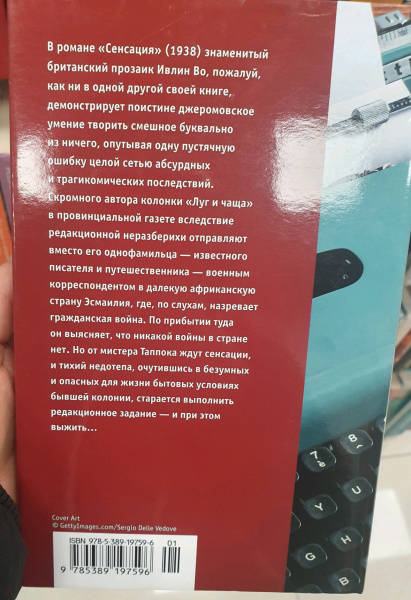 В романе «Сенсация» (1938) знаменитый
британский прозаик Ивлин Во, пожалуй,
как ни в одной другой своей книге,
демонстрирует поистине джеромовское
умение творить смешное буквально
из ничего, опутывая одну пустячную
ошибку целой сетью абсурдных
и трагикомических последствий.
Скромного автора колонки «Луг и чаща»
в провинциальной газете вследствие
редакционной неразберихи отправляют
вместо его однофамильца — известного
писателя и путешественника — военным
корреспондентом в далекую африканскую
страну Эсмаилия, где, по слухам, назревает
гражданская война. По прибытии туда
он выясняет, что никакой войны в стране
нет. Но от мистера Таппока ждут сенсации,
и тихий недотепа, очутившись в безумных
и опасных для жизни бытовых условиях
бывшей колонии, старается выполнить
редакционное задание — и при этом
выжить...
Cover Art
© GettyImages.com/Sergio Delle Vedove
ISBN 978-5-389-19759-6
01
9 785389 197596
t
7 8
Y U
G H
B